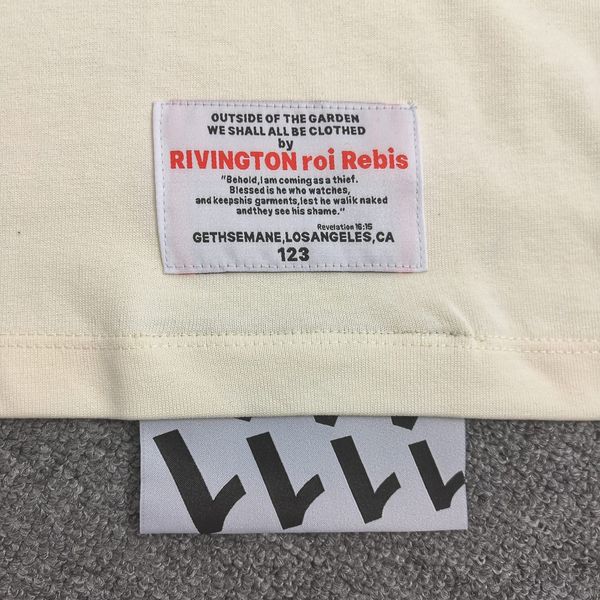 OUTSIDE OF THE GARDEN
WE SHALL ALL BE CLOTHED
by
RIVINGTON roi Rebis
"Behold,I am coming as a thief.
Blessed is he who watches,
and keepshis garments,lest he walik naked
andthey see his shame."
Revelation 16:15
GETHSEMANE,LOSANGELES,CA
123